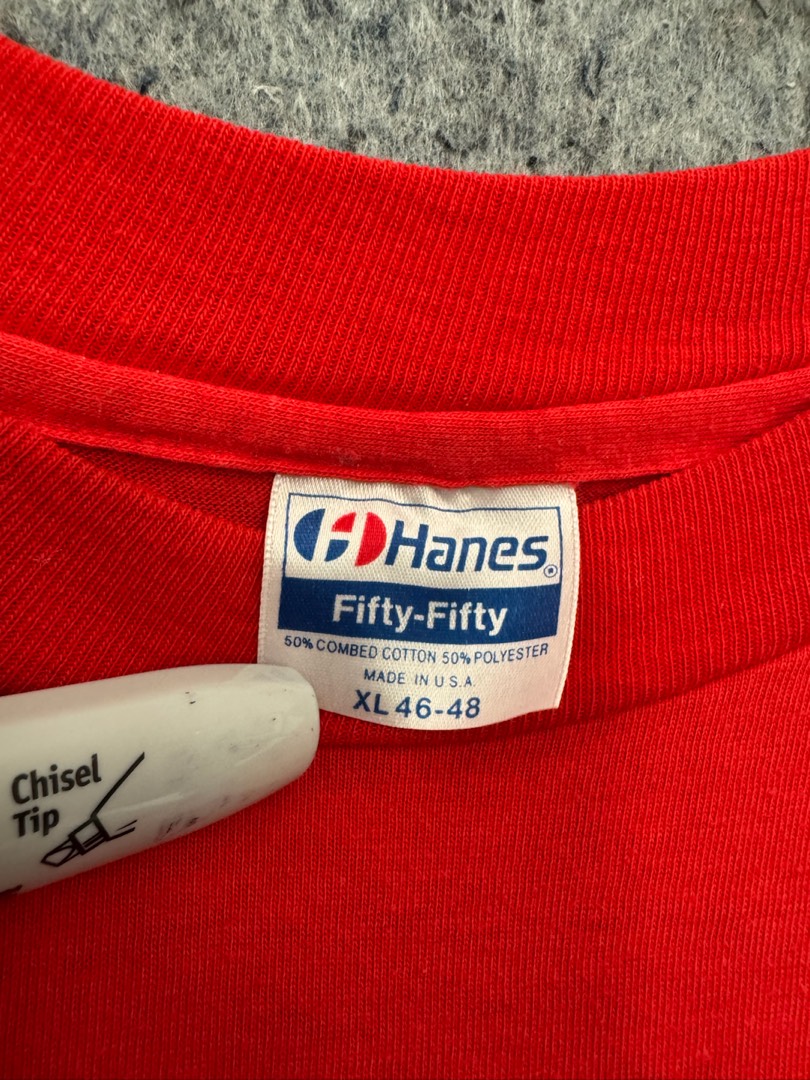 Hanes®
Fifty-Fifty
50% COMBED COTTON 50% POLYESTER
MADE IN U.S.A.
XL 46-48
Chisel
Tip